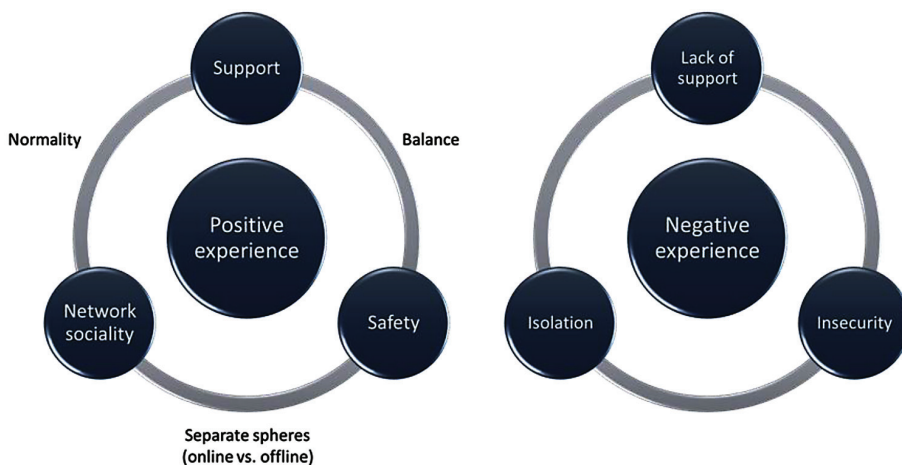 Support
Normality
Balance
Positive
experience
Network
sociality
Safety
Separate spheres
(online vs. offline)
Lack of
support
Negative
experience
Isolation
Insecurity